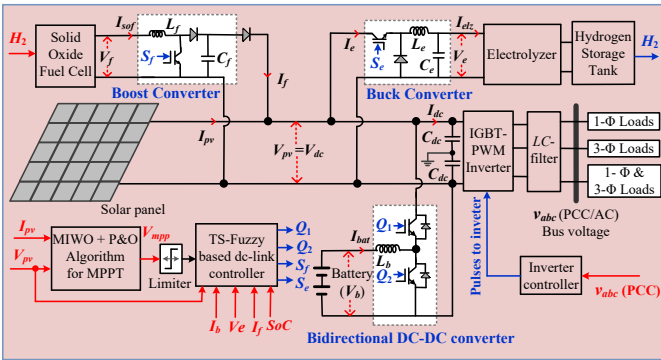 H2
Solid
Oxide
Fuel Cell
Isof
Vf
Lf
Sf
Cf
Boost Converter
If
Ie
Se
Le
Ce
Ielz
Ve
Buck Converter
Electrolyzer
Hydrogen
Storage
Tank
H2
Solar panel
Ipv
Vpv=Vdc
Idc
Cdc
Cdc
IGBT-
PWM
Inverter
LC-
filter
1-Φ Loads
3-Φ Loads
1- Φ &
3-Φ Loads
vabc (PCC/AC)
Bus voltage
Ipv
Vpv
MIWO + P&O
Algorithm
for MPPT
Vmpp
Limiter
TS-Fuzzy
based dc-link
controller
Q1
Q2
Sf
Se
Ib
Ve
If
SoC
Ibat
Lb
Battery
(Vb)
Q1
Q2
Bidirectional DC-DC converter
Pulses to inveter
Inverter
controller
vabc (PCC)